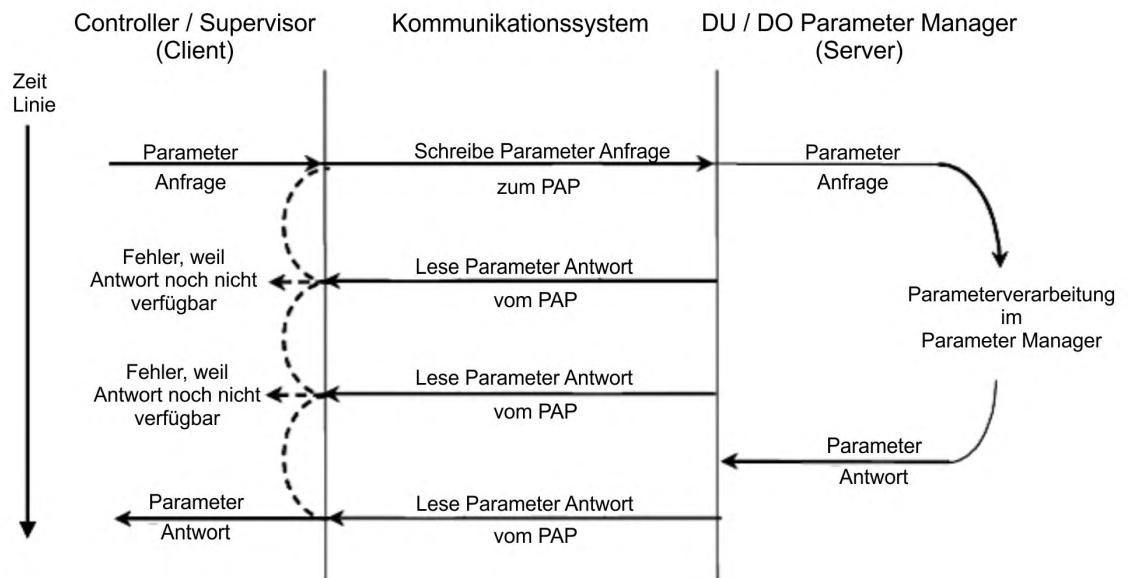 Controller / Supervisor
(Client)
Kommunikationssystem
DU / DO Parameter Manager
(Server)
Zeit
Linie
Parameter
Anfrage
Schreibe Parameter Anfrage
zum PAP
Parameter
Anfrage
Fehler, weil
Antwort noch nicht
verfügbar
Lese Parameter Antwort
vom PAP
Parameterverarbeitung
im
Parameter Manager
Fehler, weil
Antwort noch nicht
verfügbar
Lese Parameter Antwort
vom PAP
Parameter
Antwort
Parameter
Antwort
Lese Parameter Antwort
vom PAP